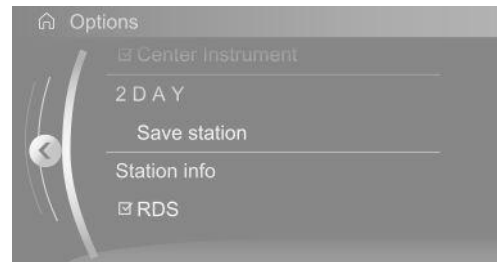 Options
Center Instrument
2 D A Y
Save station
Station info
RDS